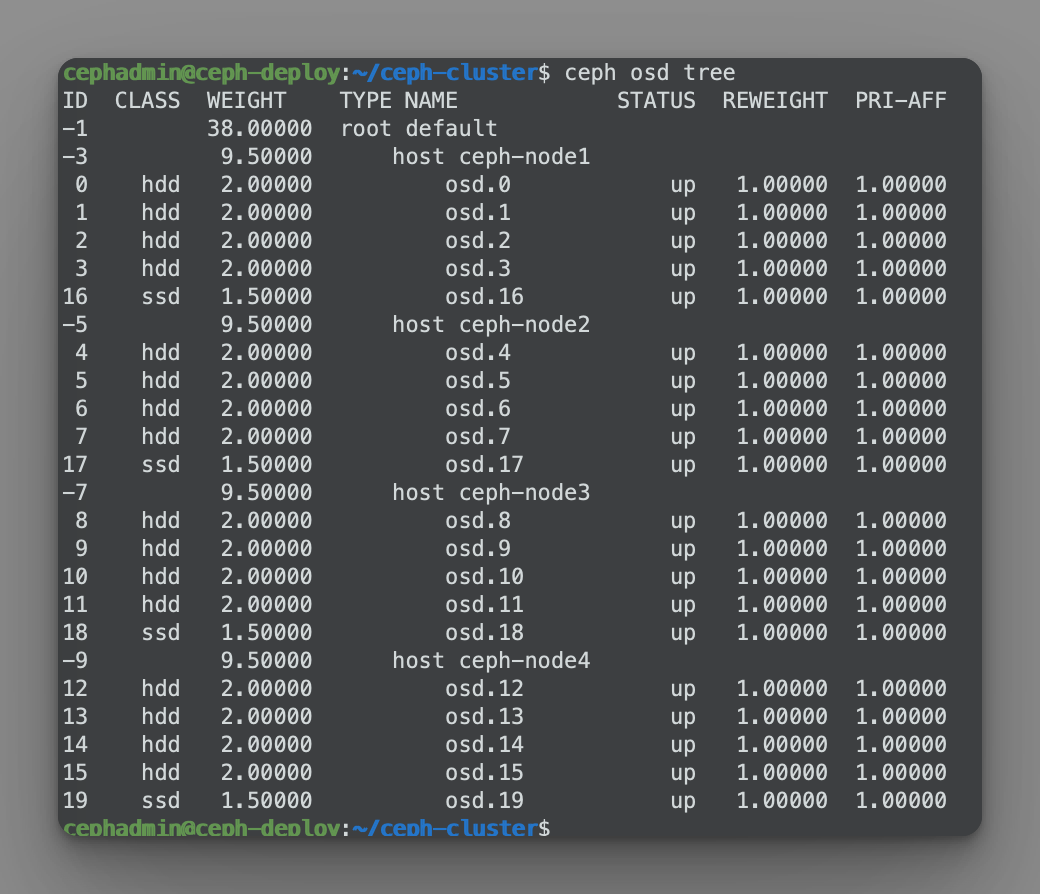 cephadmin@ceph-deploy:~/ceph-cluster$ ceph osd tree
ID  CLASS  WEIGHT    TYPE NAME            STATUS  REWEIGHT  PRI-AFF
-1         38.00000  root default
-3          9.50000      host ceph-node1
 0    hdd   2.00000          osd.0            up   1.00000  1.00000
 1    hdd   2.00000          osd.1            up   1.00000  1.00000
 2    hdd   2.00000          osd.2            up   1.00000  1.00000
 3    hdd   2.00000          osd.3            up   1.00000  1.00000
16    ssd   1.50000          osd.16           up   1.00000  1.00000
-5          9.50000      host ceph-node2
 4    hdd   2.00000          osd.4            up   1.00000  1.00000
 5    hdd   2.00000          osd.5            up   1.00000  1.00000
 6    hdd   2.00000          osd.6            up   1.00000  1.00000
 7    hdd   2.00000          osd.7            up   1.00000  1.00000
17    ssd   1.50000          osd.17           up   1.00000  1.00000
-7          9.50000      host ceph-node3
 8    hdd   2.00000          osd.8            up   1.00000  1.00000
 9    hdd   2.00000          osd.9            up   1.00000  1.00000
10    hdd   2.00000          osd.10           up   1.00000  1.00000
11    hdd   2.00000          osd.11           up   1.00000  1.00000
18    ssd   1.50000          osd.18           up   1.00000  1.00000
-9          9.50000      host ceph-node4
12    hdd   2.00000          osd.12           up   1.00000  1.00000
13    hdd   2.00000          osd.13           up   1.00000  1.00000
14    hdd   2.00000          osd.14           up   1.00000  1.00000
15    hdd   2.00000          osd.15           up   1.00000  1.00000
19    ssd   1.50000          osd.19           up   1.00000  1.00000
cephadmin@ceph-deploy:~/ceph-cluster$